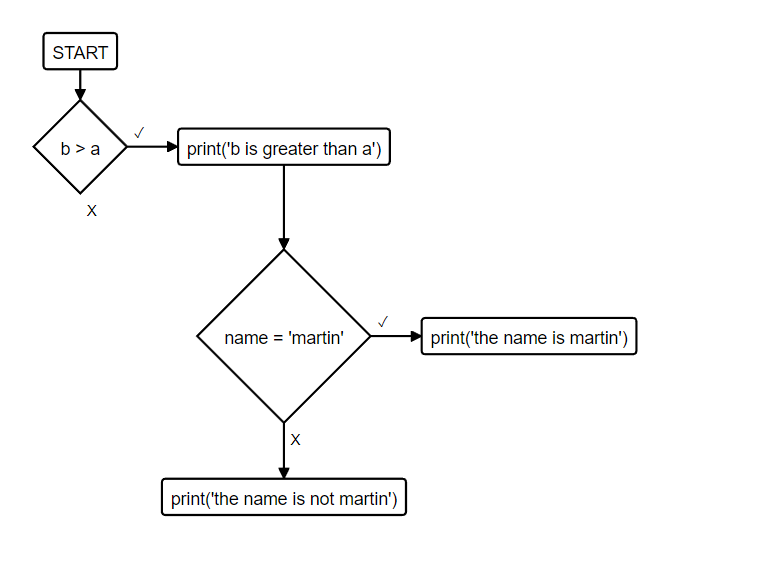 START
b > a
✓
print('b is greater than a')
X
name = 'martin'
✓
print('the name is martin')
X
print('the name is not martin')